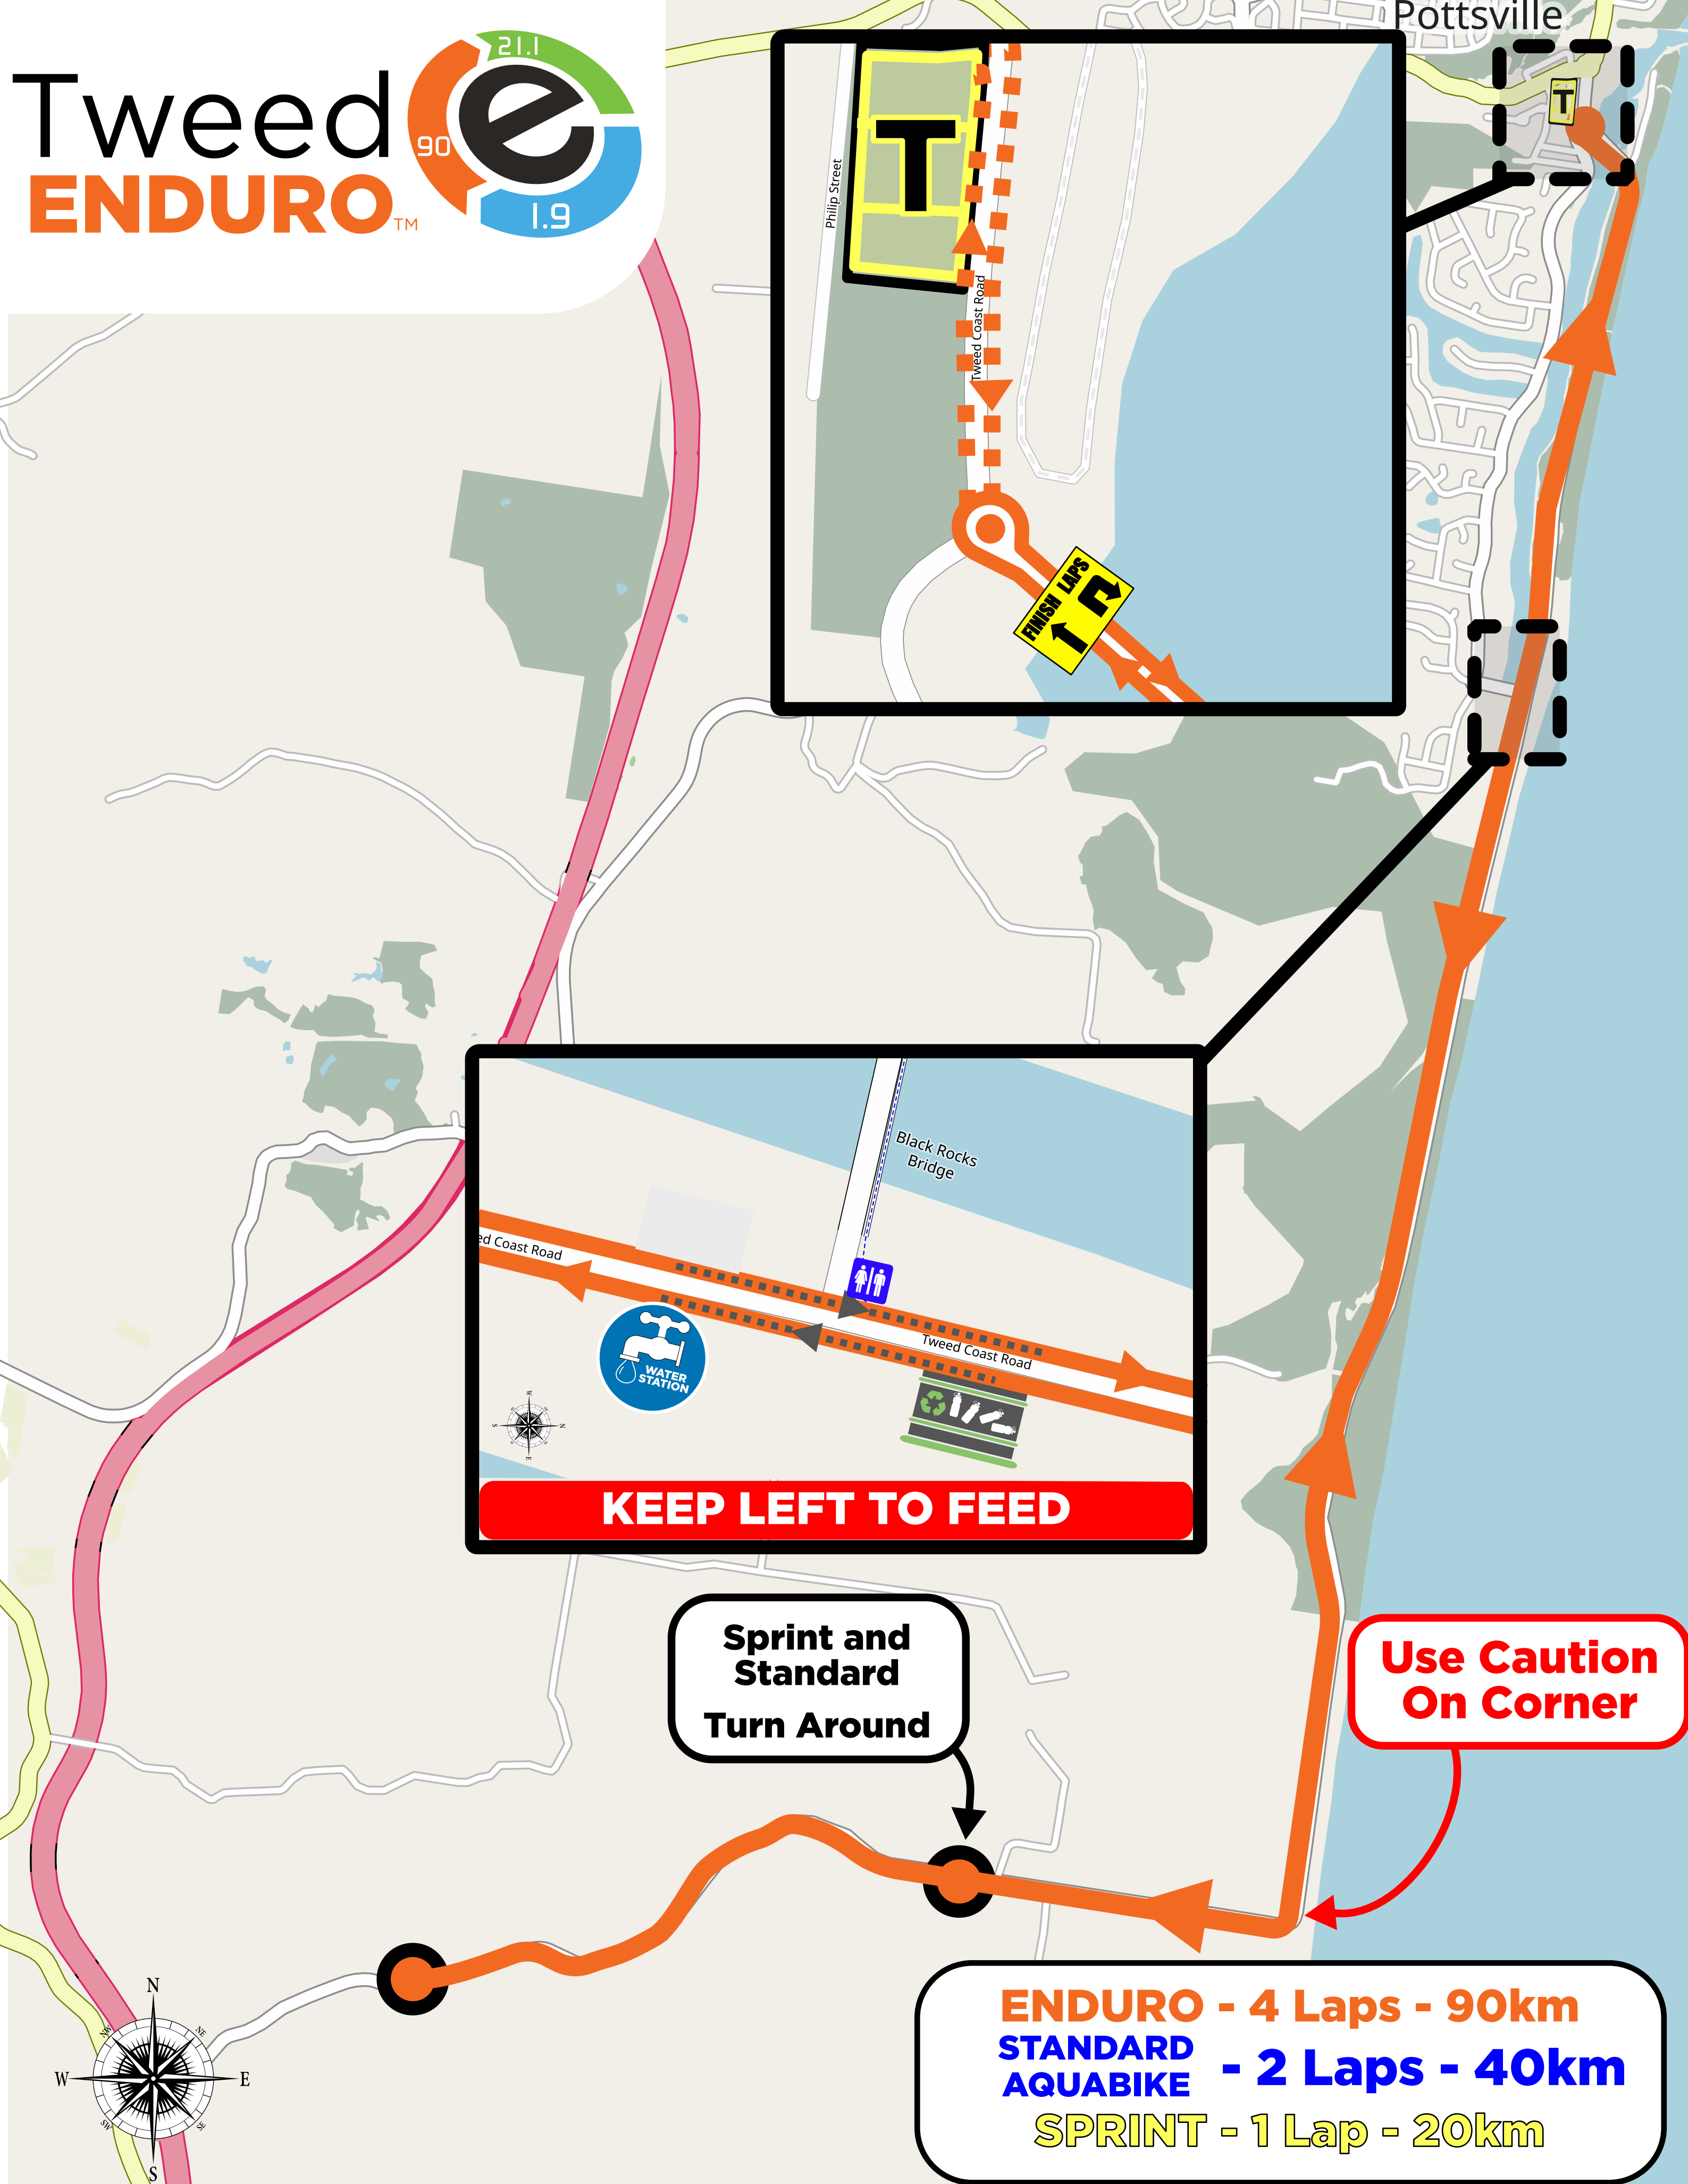 Pottsville
T
Tweed
ENDURO™
21.1
90
1.9
T
Philip Street
Tweed Coast Road
FINISH LAPS
Black Rocks
Bridge
ed Coast Road
Tweed Coast Road
WATER
STATION
W
S
N
E
KEEP LEFT TO FEED
Sprint and
Standard
Turn Around
Use Caution
On Corner
N
NW
NE
W
E
SW
SE
S
ENDURO - 4 Laps - 90km
STANDARD
AQUABIKE
- 2 Laps - 40km
SPRINT - 1 Lap - 20km